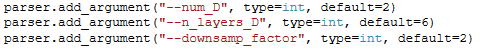 parser.add_argument("--num_D", type=int, default=2)
parser.add_argument("--n_layers_D", type=int, default=6)
parser.add_argument("--downsamp_factor", type=int, default=2)